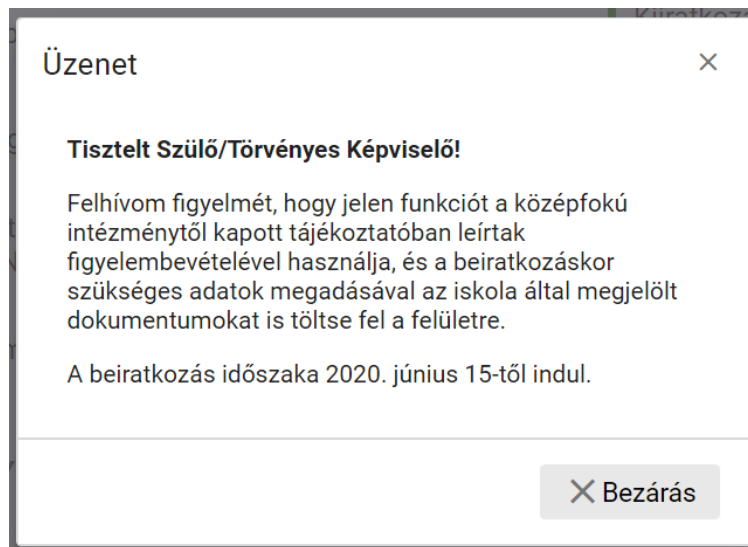 Üzenet
Tisztelt Szülő/Törvényes Képviselő!
Felhívom figyelmét, hogy jelen funkciót a középfokú
intézménytől kapott tájékoztatóban leírtak
figyelembevételével használja, és a beiratkozáskor
szükséges adatok megadásával az iskola által megjelölt
dokumentumokat is töltse fel a felületre.
A beiratkozás időszaka 2020. június 15-től indul.
Bezárás